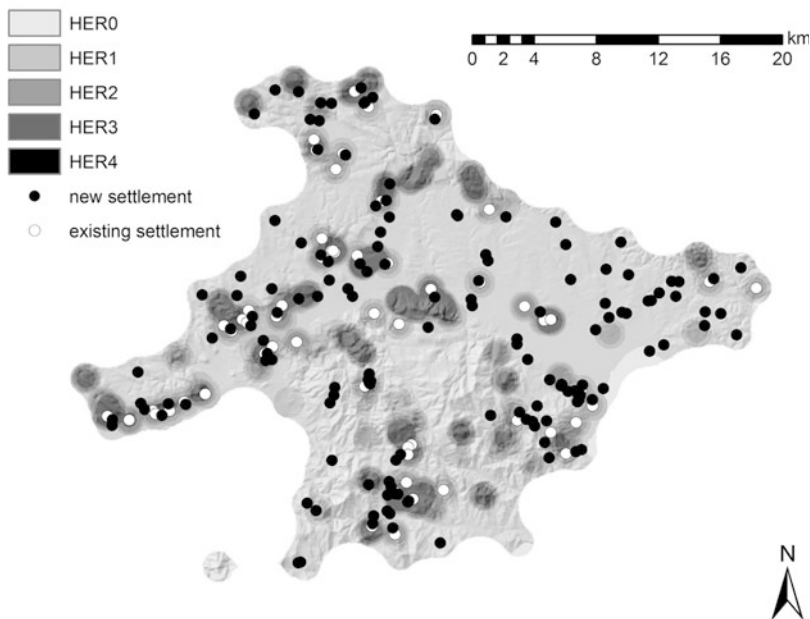 HER0
HER1
HER2
HER3
HER4
new settlement
existing settlement
km
0 2 4 8 12 16 20
N